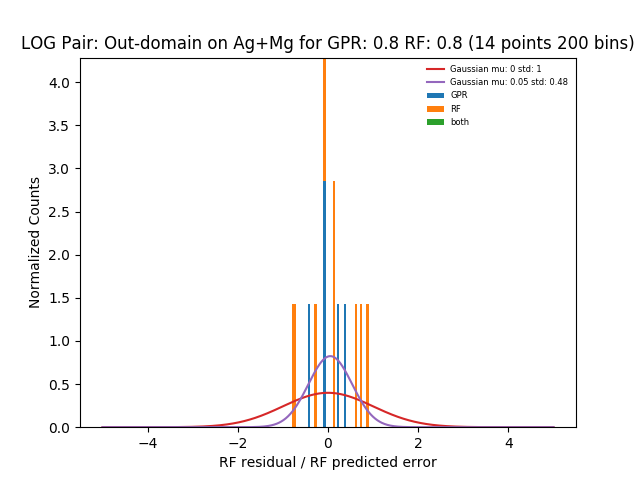 LOG Pair: Out-domain on Ag+Mg for GPR: 0.8 RF: 0.8 (14 points 200 bins)
Gaussian mu: 0 std: 1
Gaussian mu: 0.05 std: 0.48
GPR
RF
both
Normalized Counts
4.0
3.5
3.0
2.5
2.0
1.5
1.0
0.5
0.0
−4
−2
0
2
4
RF residual / RF predicted error